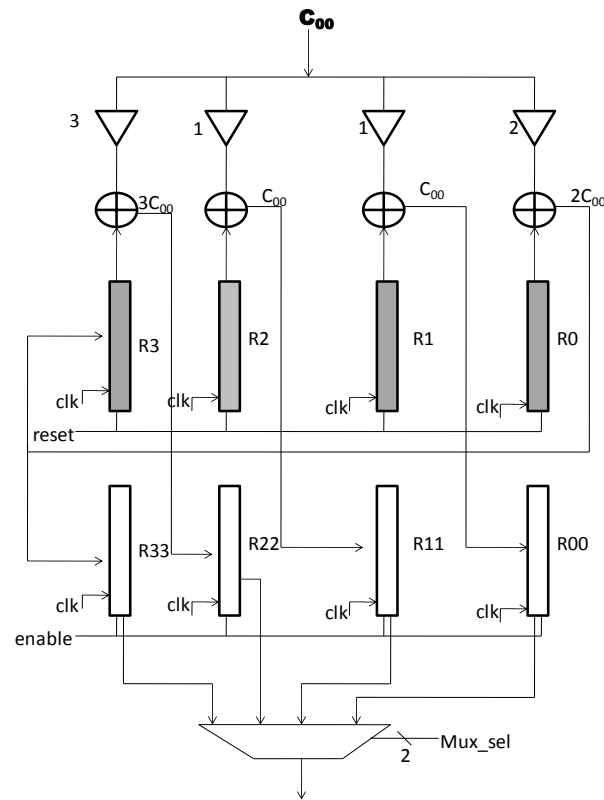 C₀₀
3 1 1 2
3C₀₀ C₀₀ C₀₀ 2C₀₀
R3 R2 R1 R0
clk clk clk clk
reset
R33 R22 R11 R00
clk clk clk clk
enable
Mux_sel
2